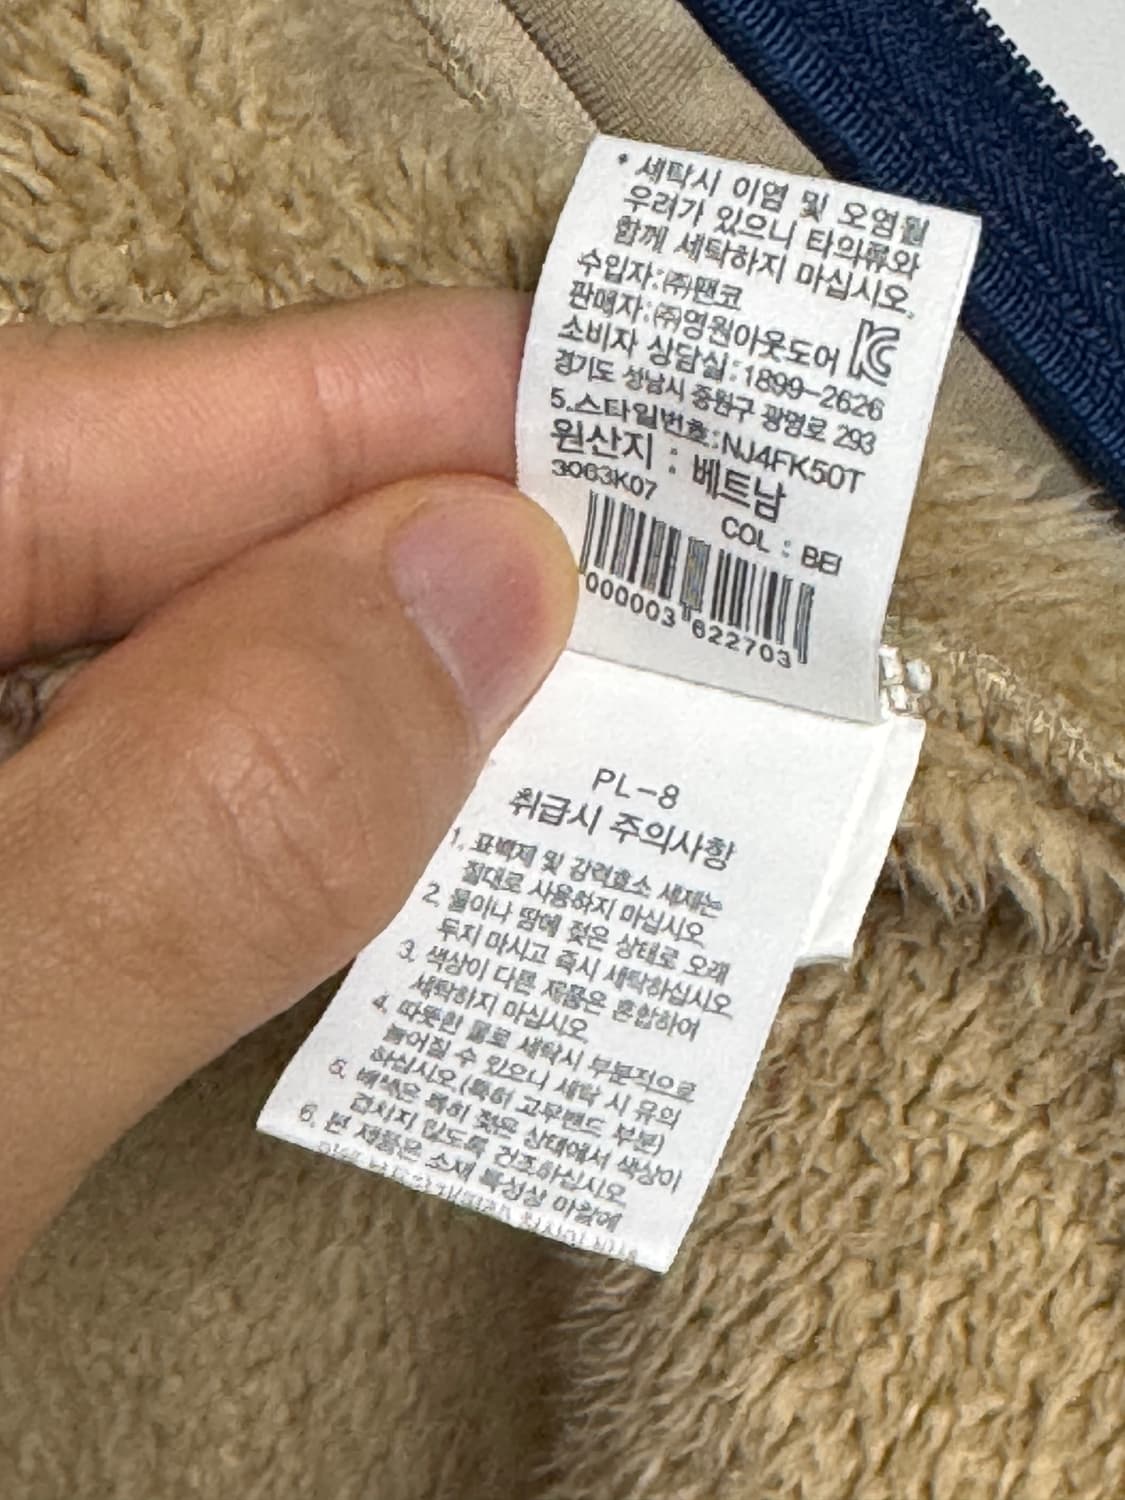 * 세탁시 이염 및 오염될
우려가 있으니 타의류와
함께 세탁하지 마십시오.
수입자:㈜팬코
판매자:㈜영원아웃도어
소비자 상담실:1899-2626
경기도 성남시 중원구 광명로 293
5.스타일번호:NJ4FK50T
원산지 : 베트남
3063K07
COL : BEI
000003 622703
PL-8
취급시 주의사항
1. 표백제 및 강력효소 세제는
절대로 사용하지 마십시오
2. 물이나 땀에 젖은 상태로 오래
두지 마시고 즉시 세탁하십시오
3. 색상이 다른 제품은 혼합하여
세탁하지 마십시오
4. 따뜻한 물로 세탁시 부분적으로
틀어질 수 있으니 세탁 시 유의
하십시오 (특히 고무밴드 부분)
5. 배색은 특히 젖은 상태에서 색상이
겹치지 않도록 건조하십시오
6. 본 제품은 소재 특성상 마찰에